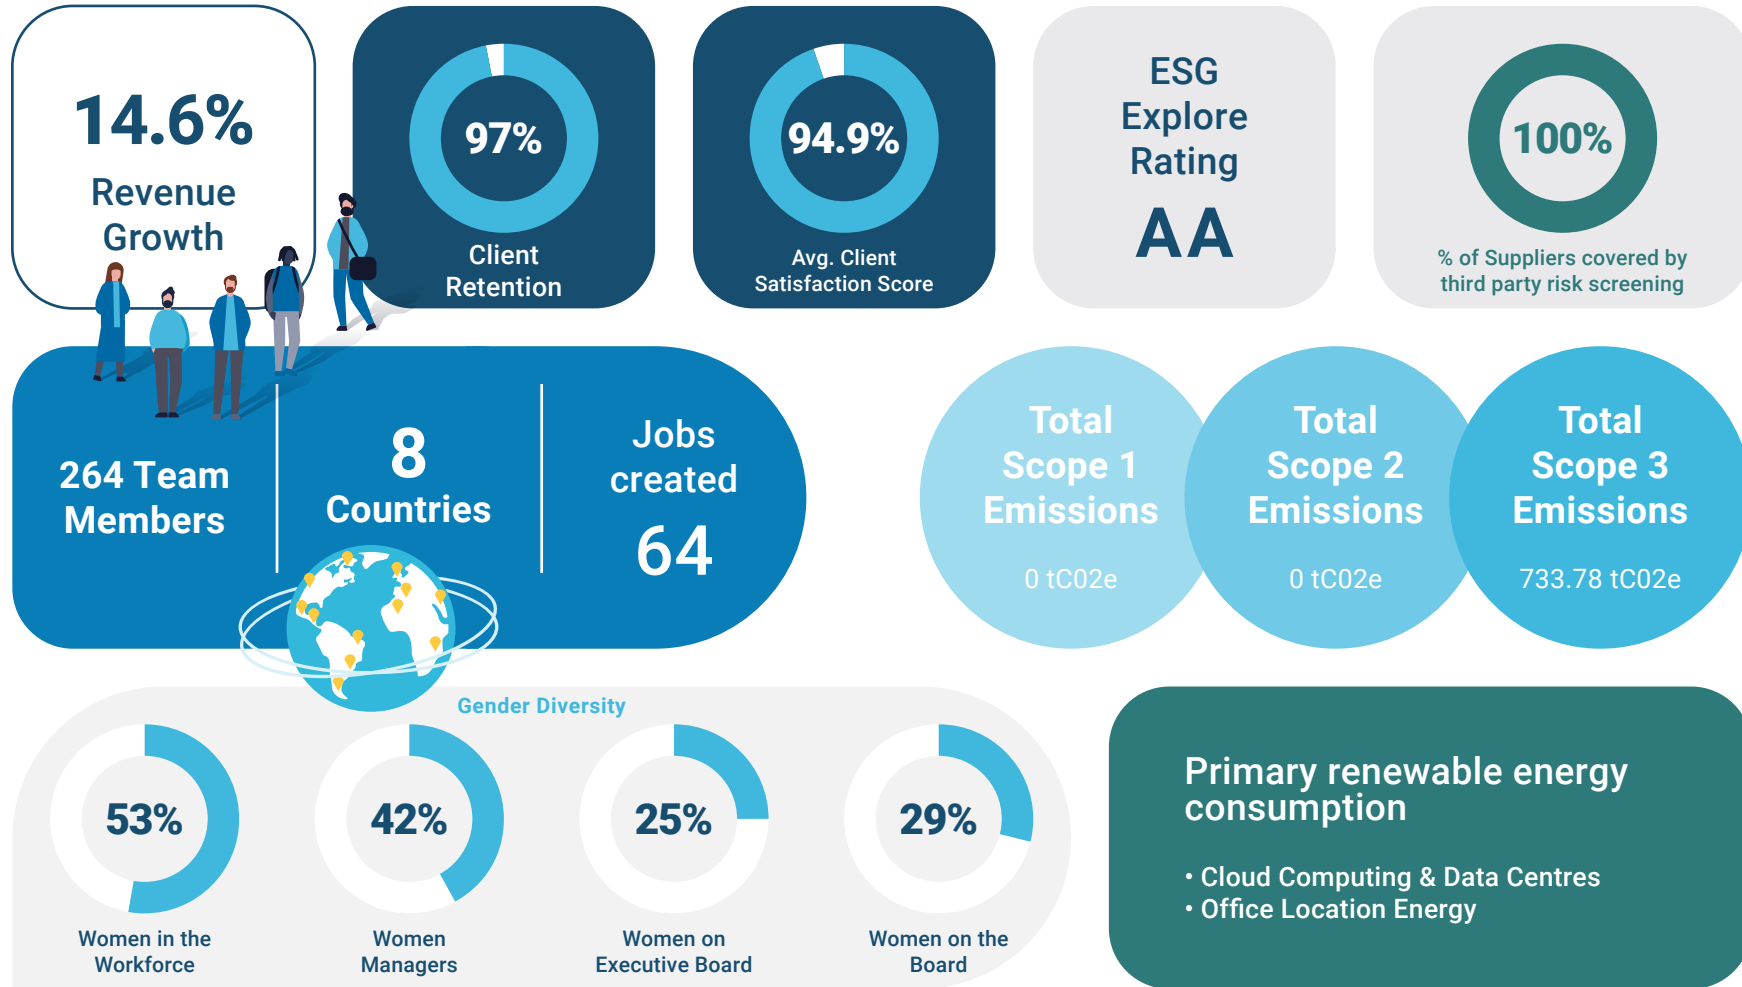 14.6%
Revenue
Growth
97%
Client
Retention
94.9%
Avg. Client
Satisfaction Score
ESG
Explore
Rating
AA
100%
% of Suppliers covered by
third party risk screening
264 Team
Members
8
Countries
Jobs
created
64
Total
Scope 1
Emissions
0 tC02e
Total
Scope 2
Emissions
0 tC02e
Total
Scope 3
Emissions
733.78 tC02e
Gender Diversity
53%
Women in the
Workforce
42%
Women
Managers
25%
Women on
Executive Board
29%
Women on the
Board
Primary renewable energy
consumption
• Cloud Computing & Data Centres
• Office Location Energy